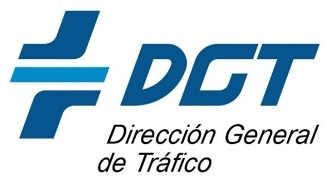 DGT
Dirección General
de Tráfico